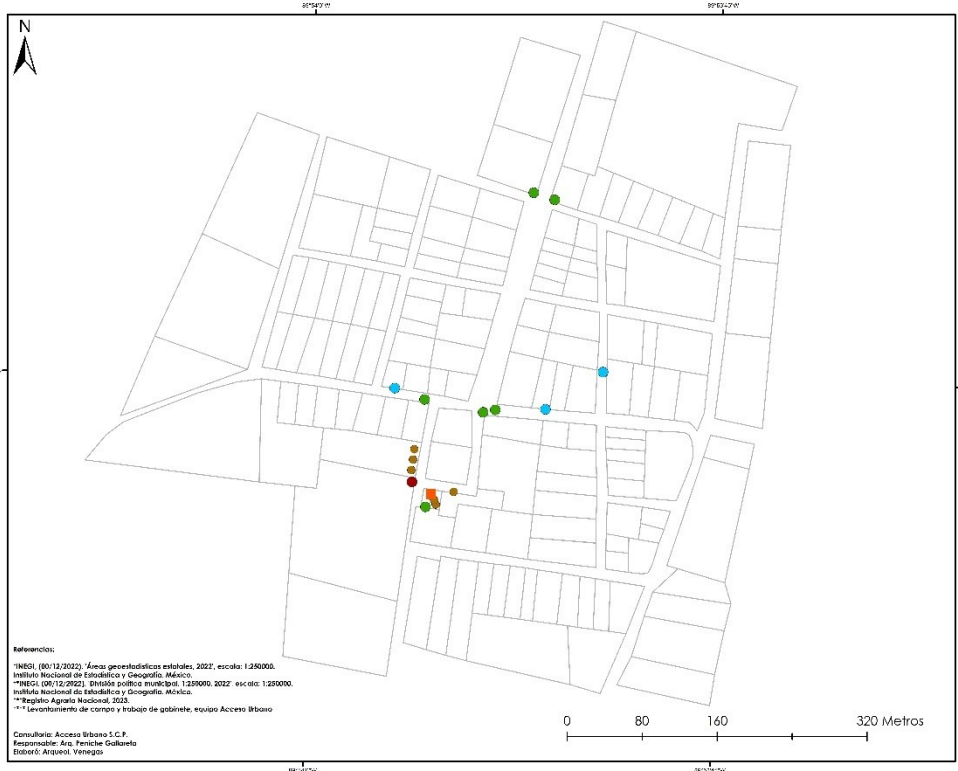 N
0 80 160 320 Metros
Referencias:
*INEGI, (00/12/2022). 'Áreas geoestadísticas estatales, 2022', escala: 1:250000.
Instituto Nacional de Estadística y Geografía. México.
**INEGI, (00/12/2022). 'División política municipal, 1:250000. 2022'. escala: 1:250000.
Instituto Nacional de Estadística y Geografía. México.
***Registro Agrario Nacional, 2023.
Levantamiento de campo y trabajo de gabinete, equipo Acceso Urbano
Consultoría: Acceso Urbano S.C.P.
Responsable: Arq. Peniche Gallareta
Elaboró: Arqueol. Venegas